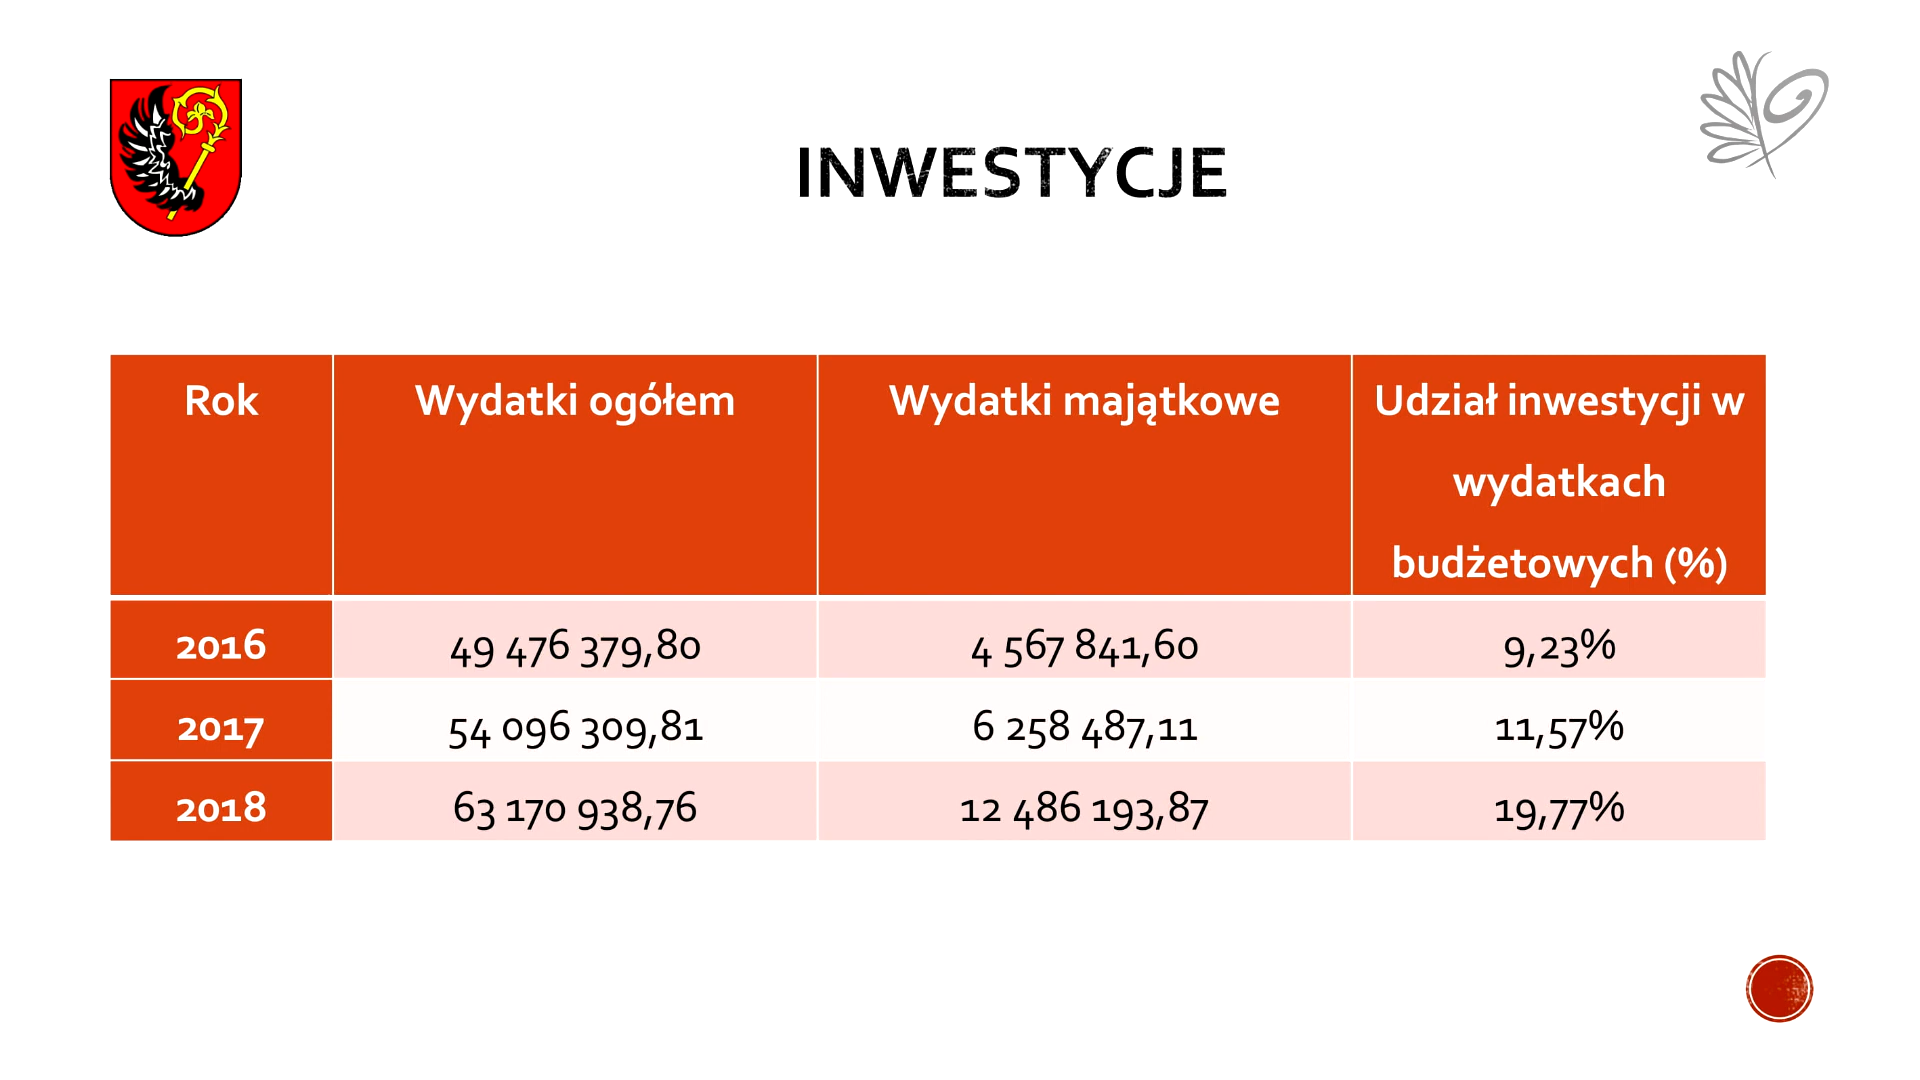 INWESTYCJE
Rok Wydatki ogółem Wydatki majątkowe Udział inwestycji w
wydatkach
budżetowych (%)
2016 49 476 379,80 4 567 841,60 9,23%
2017 54 096 309,81 6 258 487,11 11,57%
2018 63 170 938,76 12 486 193,87 19,77%